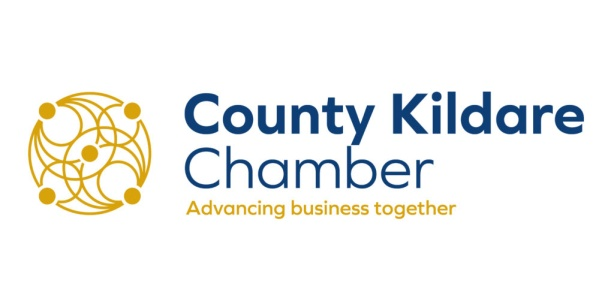 County Kildare
Chamber
Advancing business together